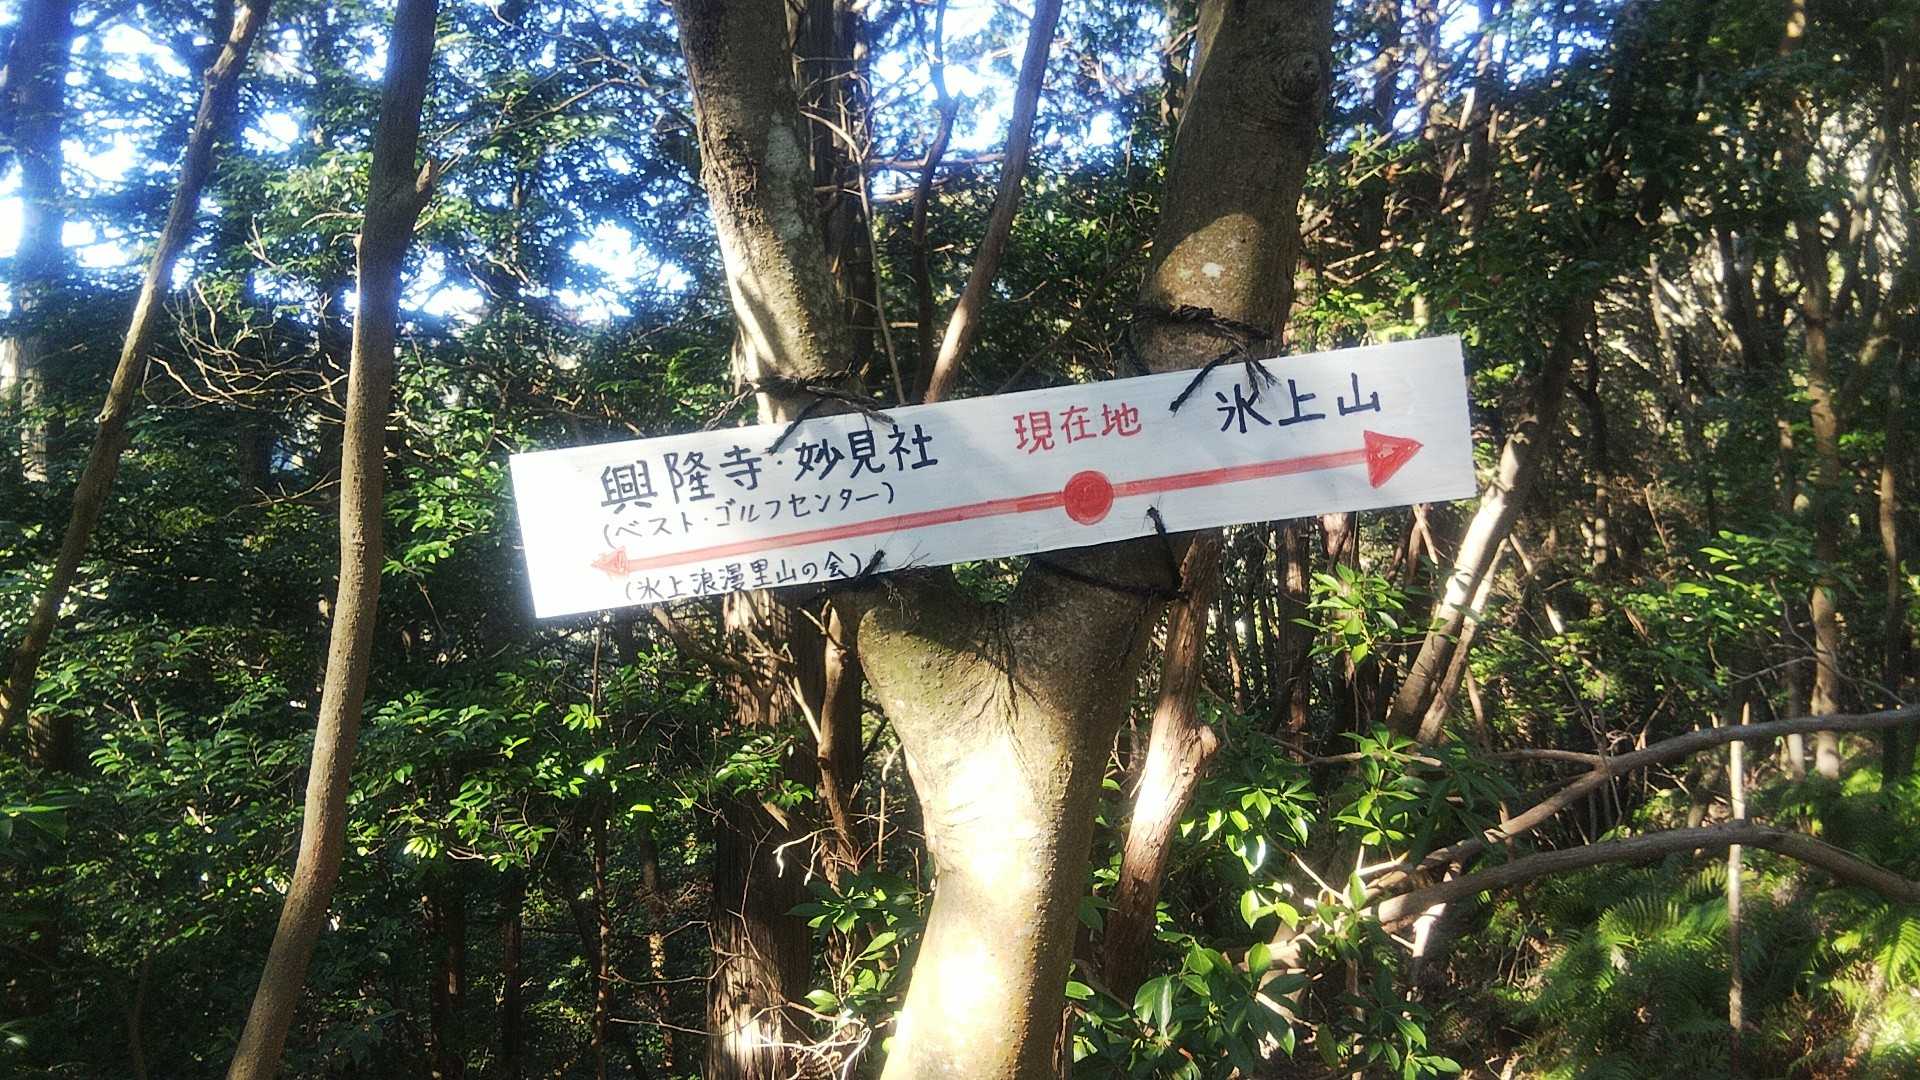 興隆寺・妙見社
(ベスト・ゴルフセンター)
現在地
氷上山
(氷上浪漫里山の会)